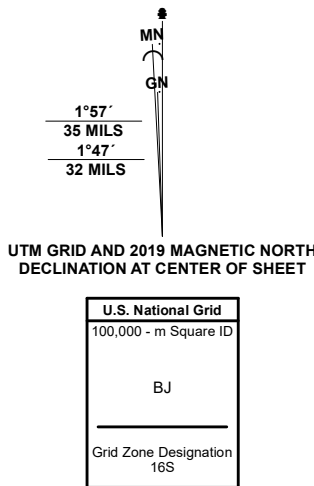 MN
GN
1°57´
35 MILS
1°47´
32 MILS
UTM GRID AND 2019 MAGNETIC NORTH
DECLINATION AT CENTER OF SHEET
U.S. National Grid
100,000 - m Square ID
BJ
Grid Zone Designation
16S